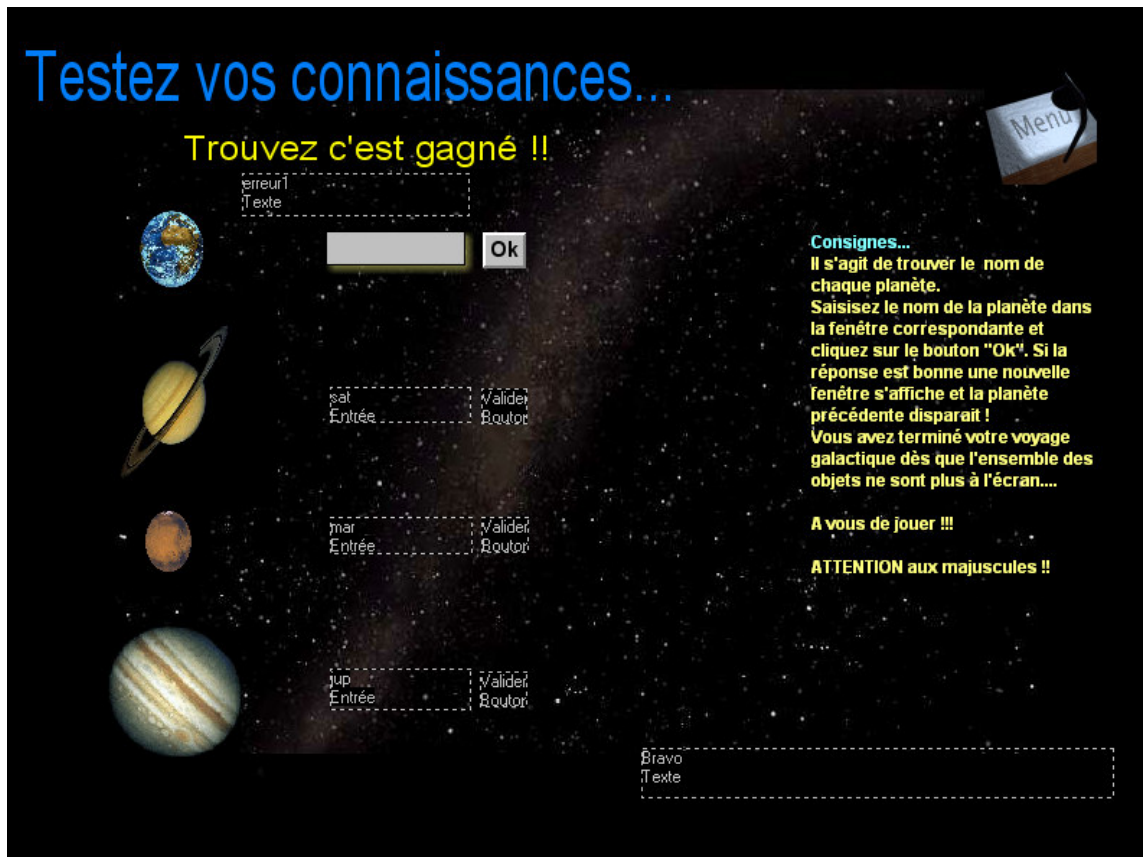 Testez vos connaissances...
Menu
Trouvez c'est gagné !!
erreur1
Texte
Ok
Consignes...
Il s'agit de trouver le nom de
chaque planète.
Saisisez le nom de la planète dans
la fenêtre correspondante et
cliquez sur le bouton "Ok". Si la
réponse est bonne une nouvelle
fenêtre s'affiche et la planète
précédente disparait !
Vous avez terminé votre voyage
galactique dès que l'ensemble des
objets ne sont plus à l'écran....
A vous de jouer !!!
ATTENTION aux majuscules !!
sat
Entrée
Valider
Bouton
mar
Entrée
Valider
Bouton
jup
Entrée
Valider
Bouton
Bravo
Texte